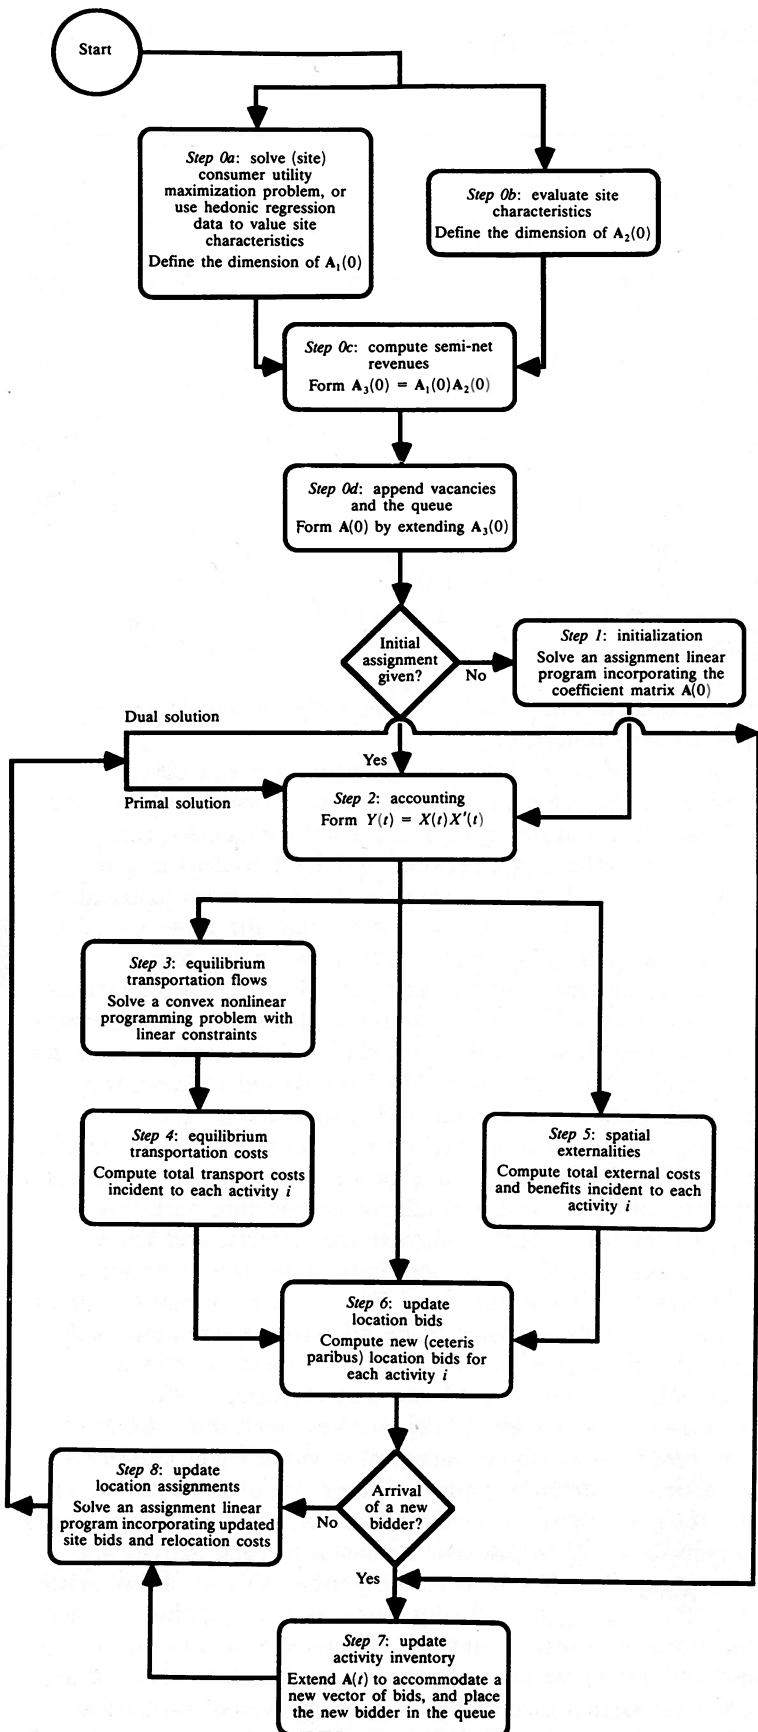 Start
Step 0a: solve (site)
consumer utility
maximization problem, or
use hedonic regression
data to value site
characteristics
Define the dimension of A₁(0)
Step 0b: evaluate site
characteristics
Define the dimension of A₂(0)
Step 0c: compute semi-net
revenues
Form A₃(0) = A₁(0)A₂(0)
Step 0d: append vacancies
and the queue
Form A(0) by extending A₃(0)
Initial
assignment
given?
No
Step 1: initialization
Solve an assignment linear
program incorporating the
coefficient matrix A(0)
Dual solution
Yes
Primal solution
Step 2: accounting
Form Y(t) = X(t)X′(t)
Step 3: equilibrium
transportation flows
Solve a convex nonlinear
programming problem with
linear constraints
Step 4: equilibrium
transportation costs
Compute total transport costs
incident to each activity i
Step 5: spatial
externalities
Compute total external costs
and benefits incident to each
activity i
Step 6: update
location bids
Compute new (ceteris
paribus) location bids for
each activity i
Arrival
of a new
bidder?
No
Step 8: update
location assignments
Solve an assignment linear
program incorporating updated
site bids and relocation costs
Yes
Step 7: update
activity inventory
Extend A(t) to accommodate a
new vector of bids, and place
the new bidder in the queue